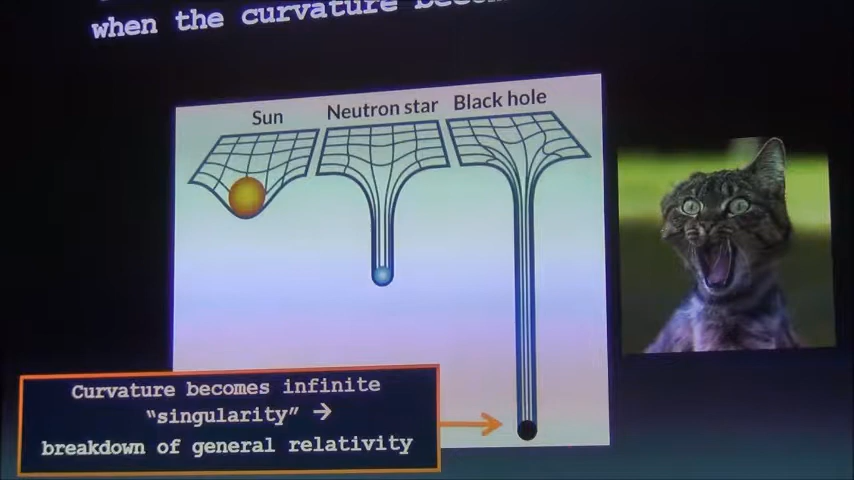 when the curvature
Sun
Neutron star
Black hole
Curvature becomes infinite
“singularity” →
breakdown of general relativity